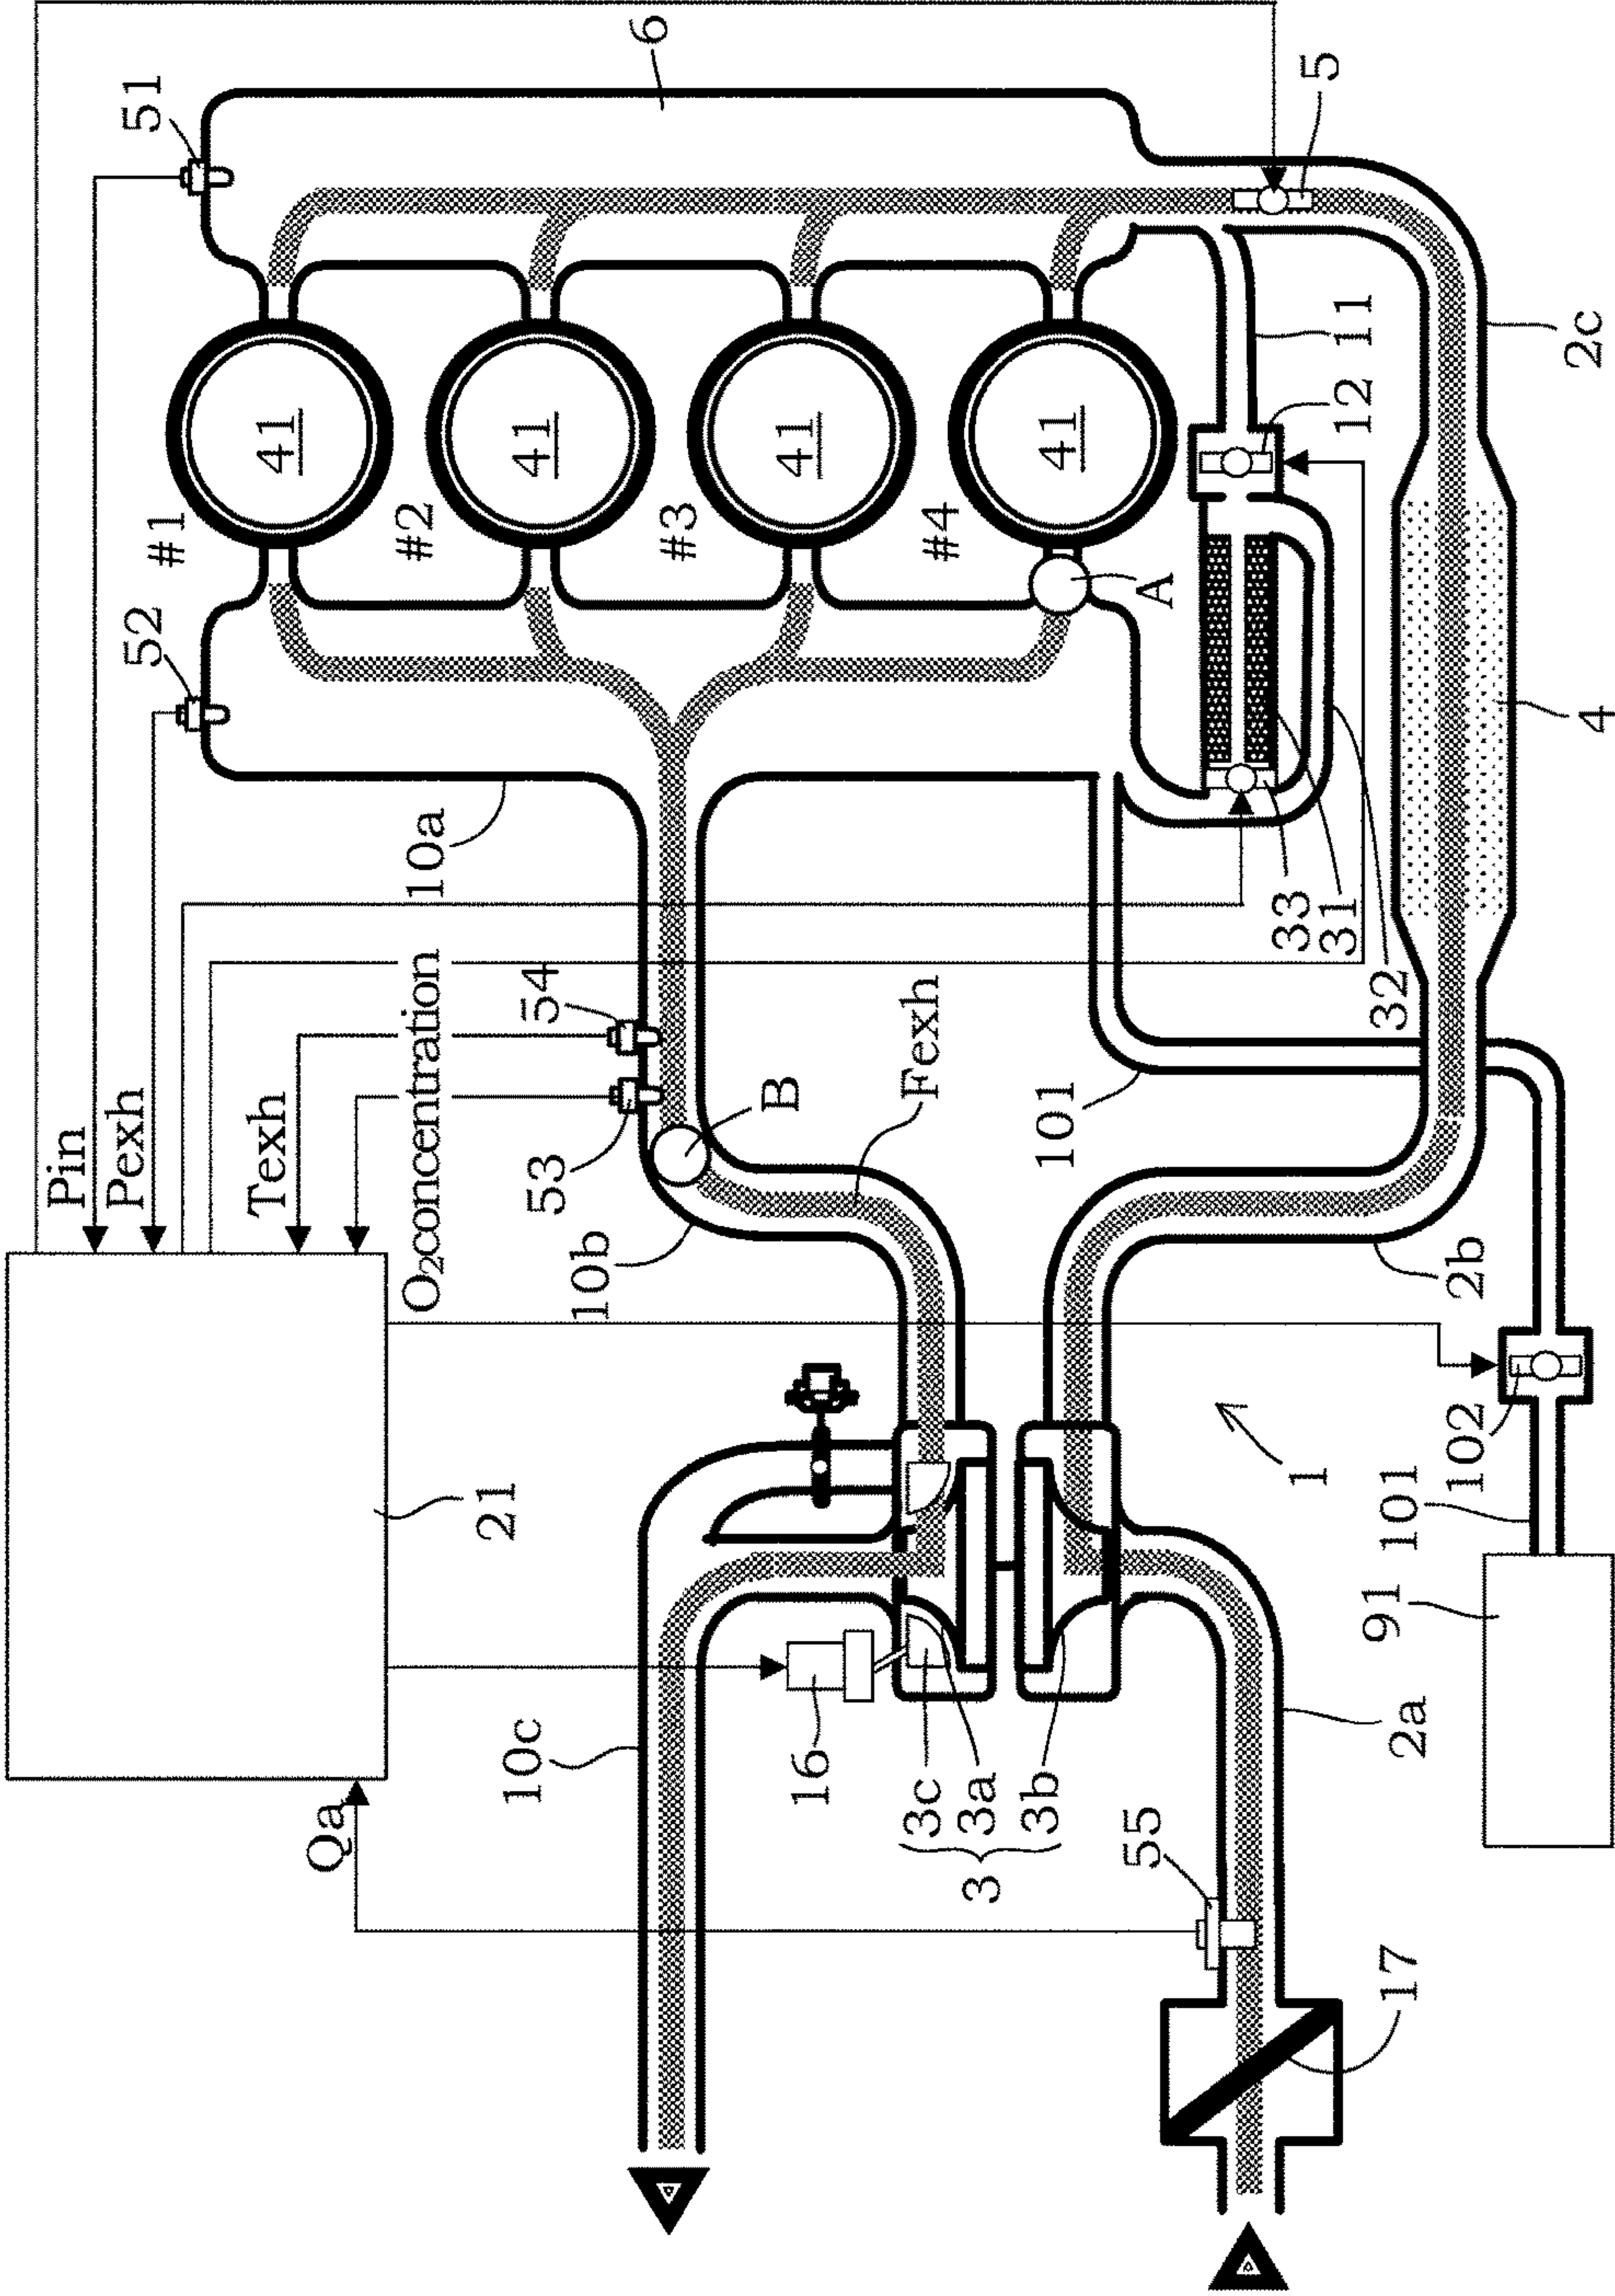 6
5
51
52
41
41
41
41
#1
#2
#3
#4
A
11
12
2c
4
10a
33
31
32
54
53
B
Fexh
101
Pin
Pexh
Texh
O₂concentration
10b
2b
21
1
102
101
91
Qa
10c
16
3c
3a
3b
3
55
2a
17